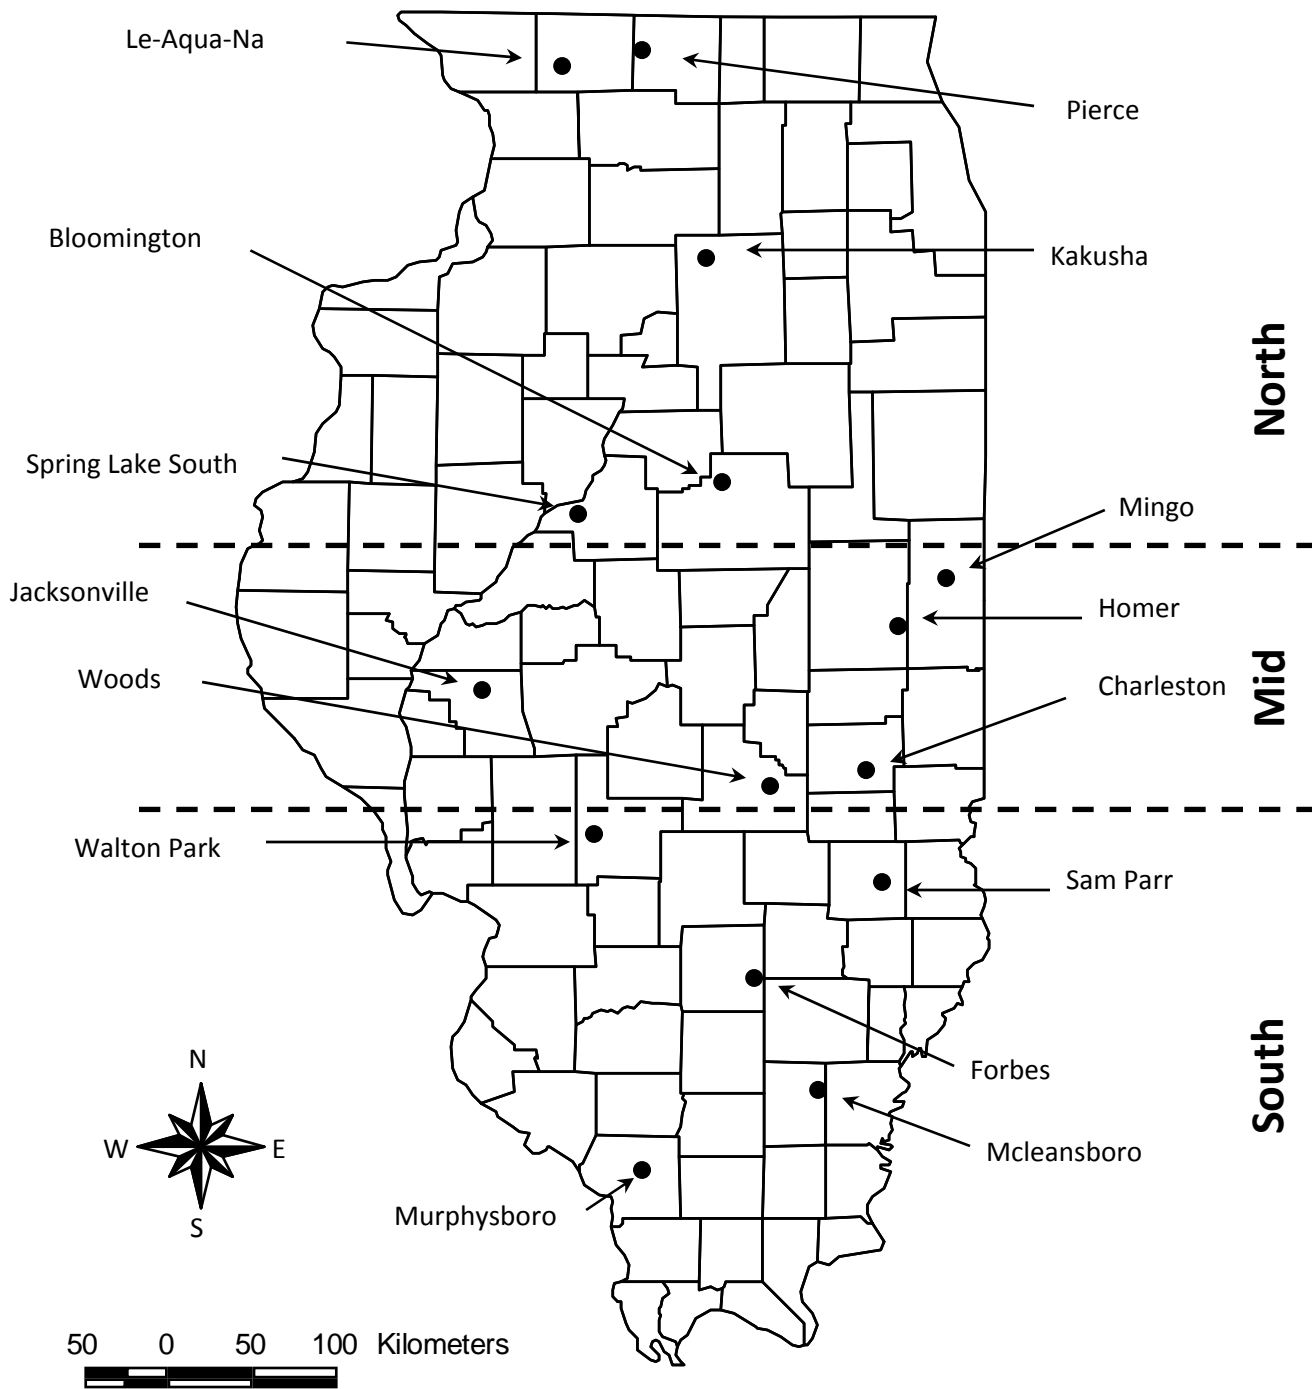 Le-Aqua-Na
Pierce
Bloomington
Kakusha
North
Spring Lake South
Mingo
Jacksonville
Homer
Woods
Charleston
Mid
Walton Park
Sam Parr
Forbes
South
N
W E
S
Mcleansboro
Murphysboro
50 0 50 100 Kilometers